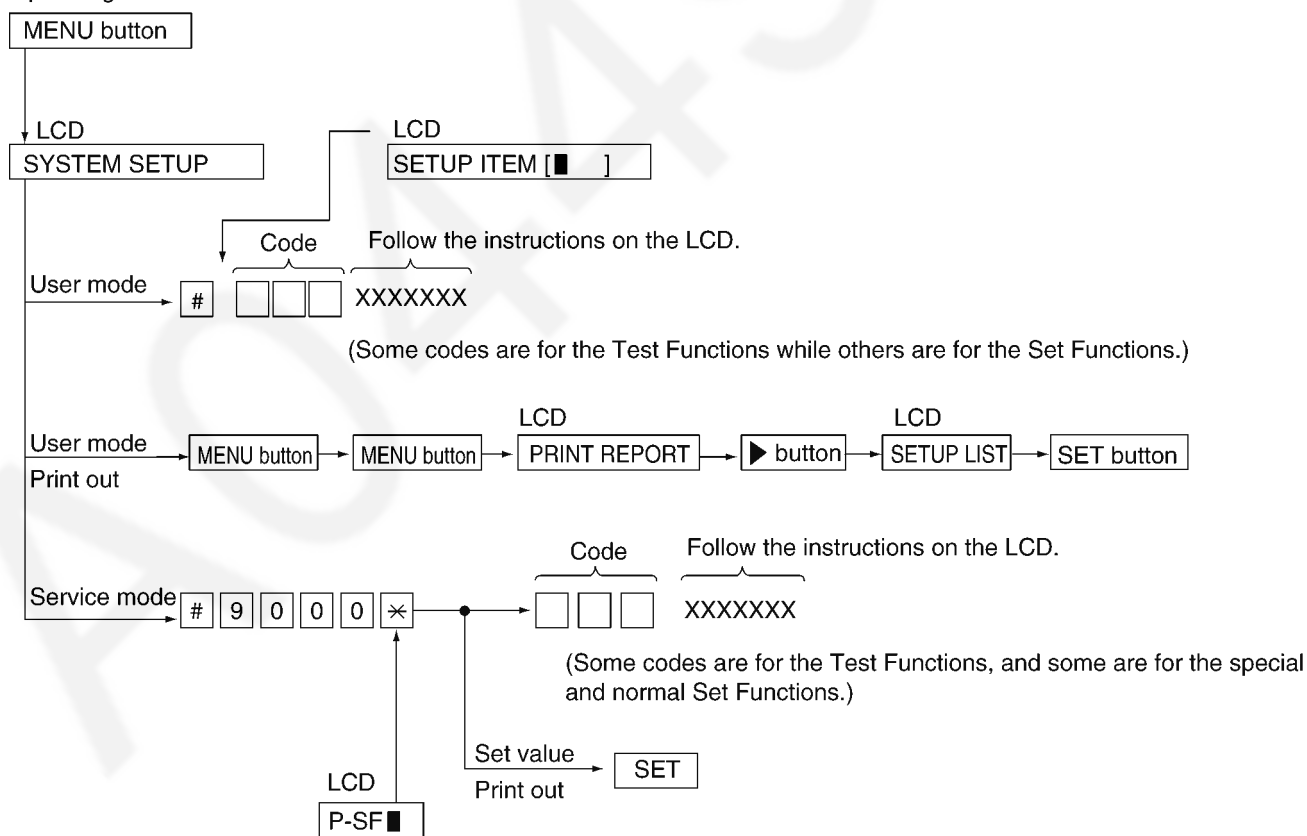 MENU button
LCD
SYSTEM SETUP
LCD
SETUP ITEM [█ ]
Code
Follow the instructions on the LCD.
User mode
#
XXXXXXX
(Some codes are for the Test Functions while others are for the Set Functions.)
User mode
Print out
MENU button
MENU button
LCD
PRINT REPORT
▶ button
LCD
SETUP LIST
SET button
Code
Follow the instructions on the LCD.
Service mode
# 9 0 0 0 ✳
XXXXXXX
(Some codes are for the Test Functions, and some are for the special
and normal Set Functions.)
Set value
Print out
SET
LCD
P-SF█